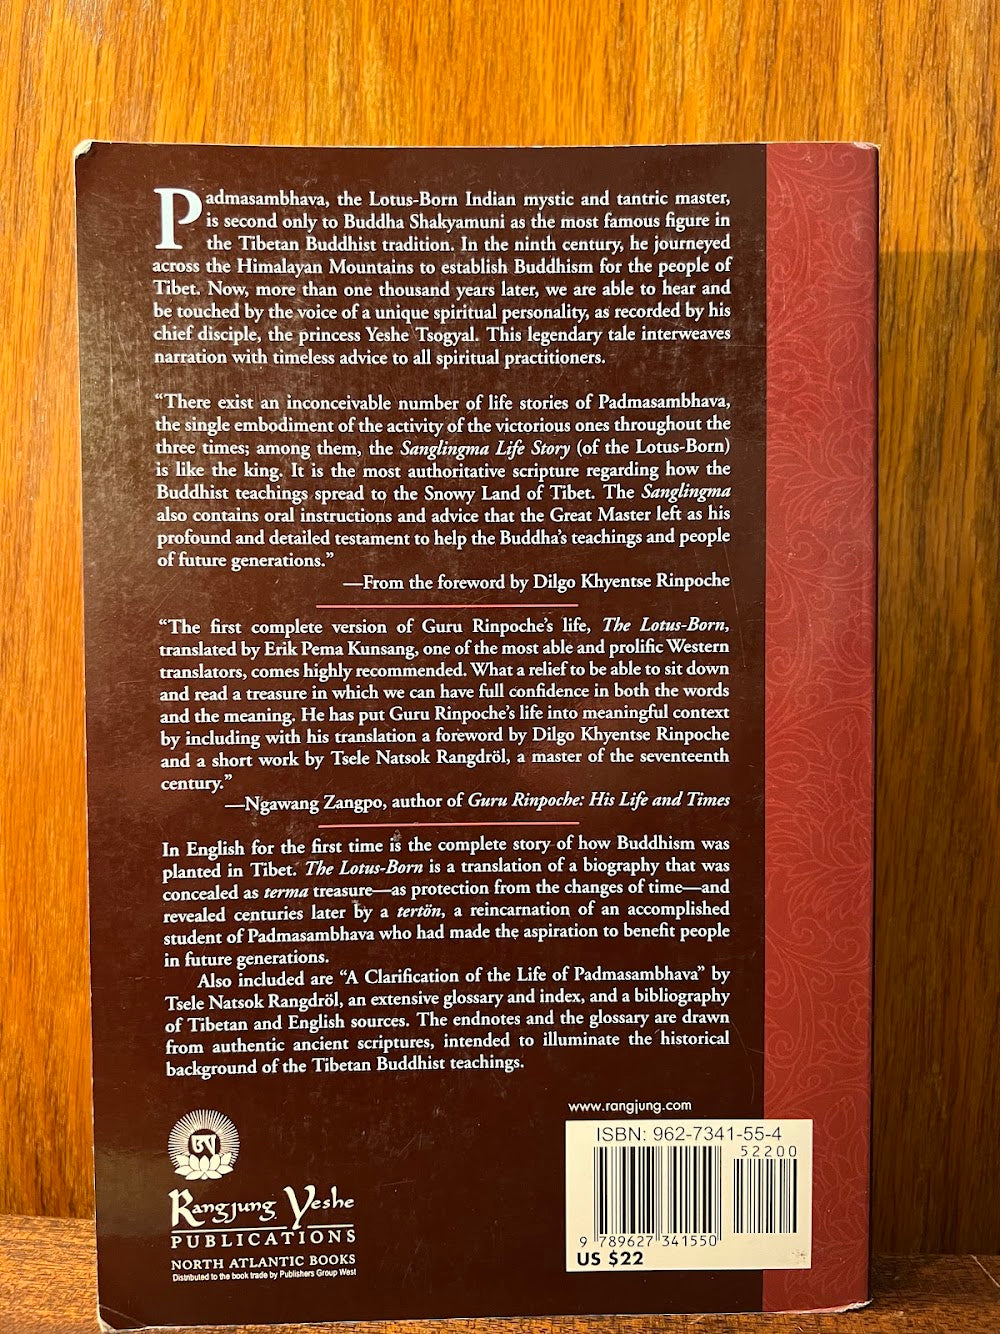 Padmasambhava, the Lotus-Born Indian mystic and tantric master,
is second only to Buddha Shakyamuni as the most famous figure in
the Tibetan Buddhist tradition. In the ninth century, he journeyed
across the Himalayan Mountains to establish Buddhism for the people of
Tibet. Now, more than one thousand years later, we are able to hear and
be touched by the voice of a unique spiritual personality, as recorded by his
chief disciple, the princess Yeshe Tsogyal. This legendary tale interweaves
narration with timeless advice to all spiritual practitioners.
“There exist an inconceivable number of life stories of Padmasambhava,
the single embodiment of the activity of the victorious ones throughout the
three times; among them, the Sanglingma Life Story (of the Lotus-Born)
is like the king. It is the most authoritative scripture regarding how the
Buddhist teachings spread to the Snowy Land of Tibet. The Sanglingma
also contains oral instructions and advice that the Great Master left as his
profound and detailed testament to help the Buddha’s teachings and people
of future generations.”
—From the foreword by Dilgo Khyentse Rinpoche
“The first complete version of Guru Rinpoche’s life, The Lotus-Born,
translated by Erik Pema Kunsang, one of the most able and prolific Western
translators, comes highly recommended. What a relief to be able to sit down
and read a treasure in which we can have full confidence in both the words
and the meaning. He has put Guru Rinpoche’s life into meaningful context
by including with his translation a foreword by Dilgo Khyentse Rinpoche
and a short work by Tsele Natsok Rangdröl, a master of the seventeenth
century.”
—Ngawang Zangpo, author of Guru Rinpoche: His Life and Times
In English for the first time is the complete story of how Buddhism was
planted in Tibet. The Lotus-Born is a translation of a biography that was
concealed as terma treasure—as protection from the changes of time—and
revealed centuries later by a tertön, a reincarnation of an accomplished
student of Padmasambhava who had made the aspiration to benefit people
in future generations.
Also included are “A Clarification of the Life of Padmasambhava” by
Tsele Natsok Rangdröl, an extensive glossary and index, and a bibliography
of Tibetan and English sources. The endnotes and the glossary are drawn
from authentic ancient scriptures, intended to illuminate the historical
background of the Tibetan Buddhist teachings.
www.rangjung.com
ISBN: 962-7341-55-4
52200
9 789627 341550
US $22
Rangjung Yeshe
PUBLICATIONS
NORTH ATLANTIC BOOKS
Distributed to the book trade by Publishers Group West